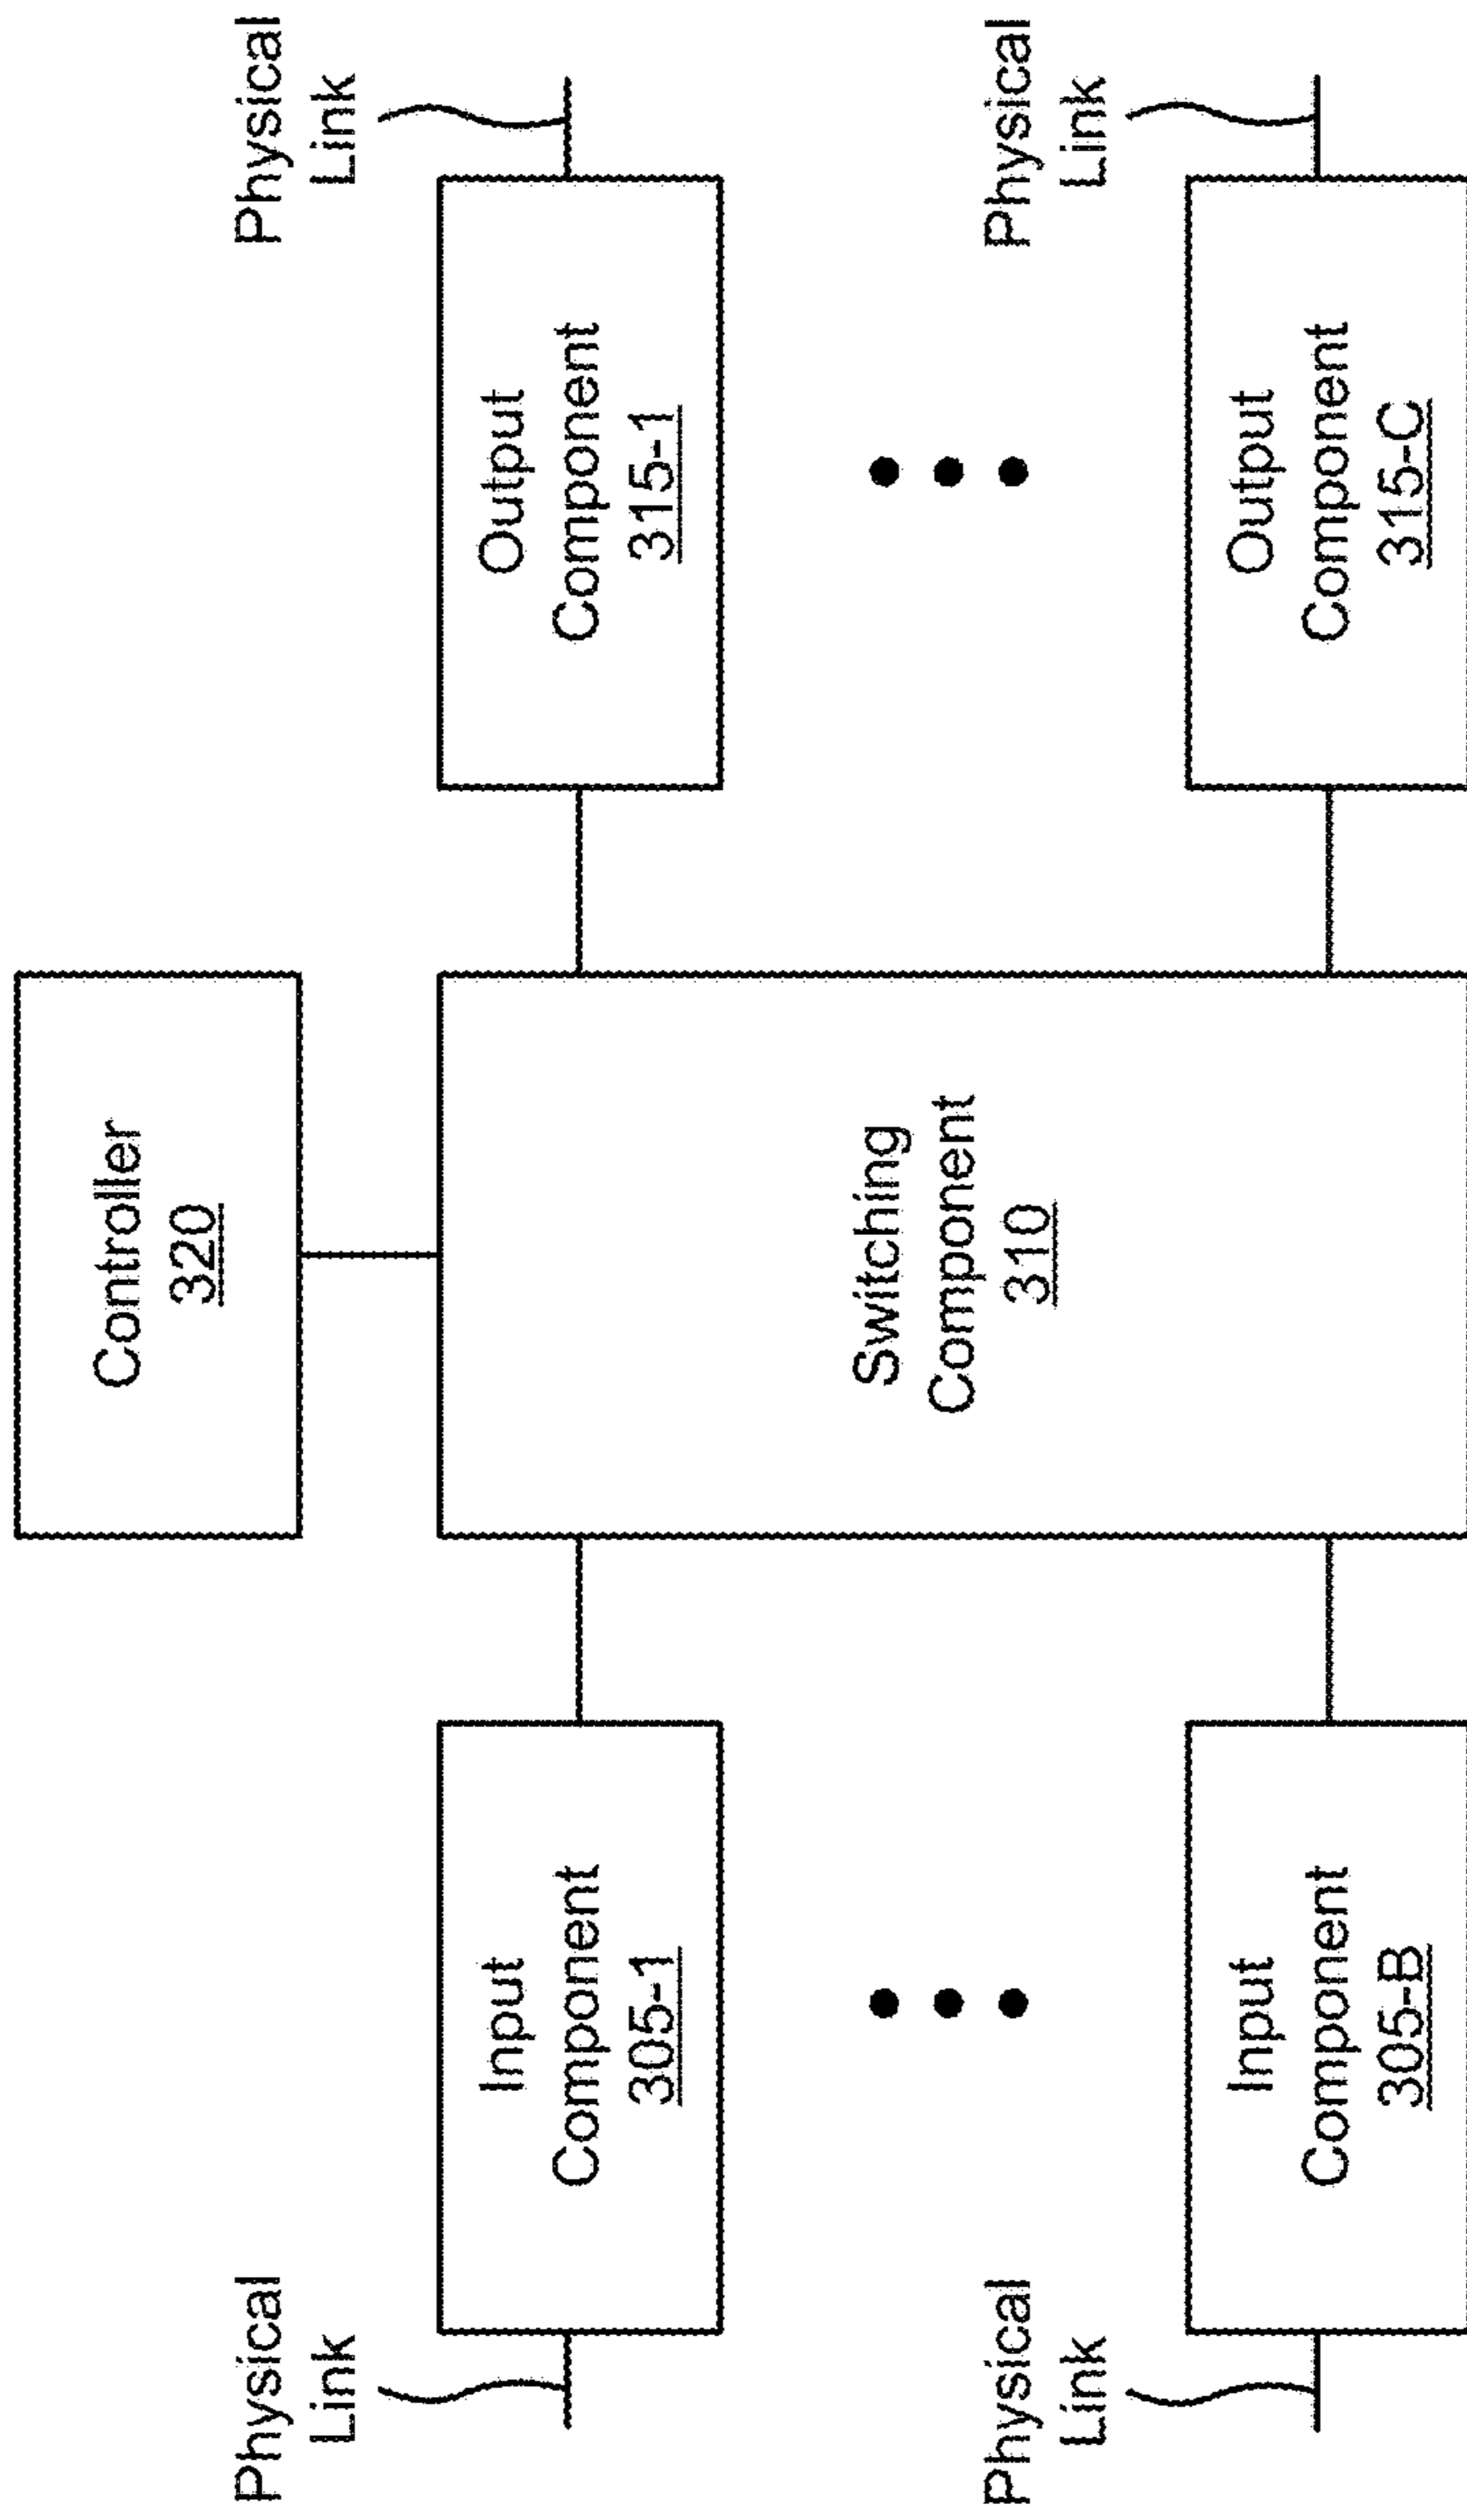 Controller
320
Physical
Link
Input
Component
305-1
Switching
Component
310
Output
Component
315-1
Physical
Link
Physical
Link
Input
Component
305-B
Output
Component
315-C
Physical
Link